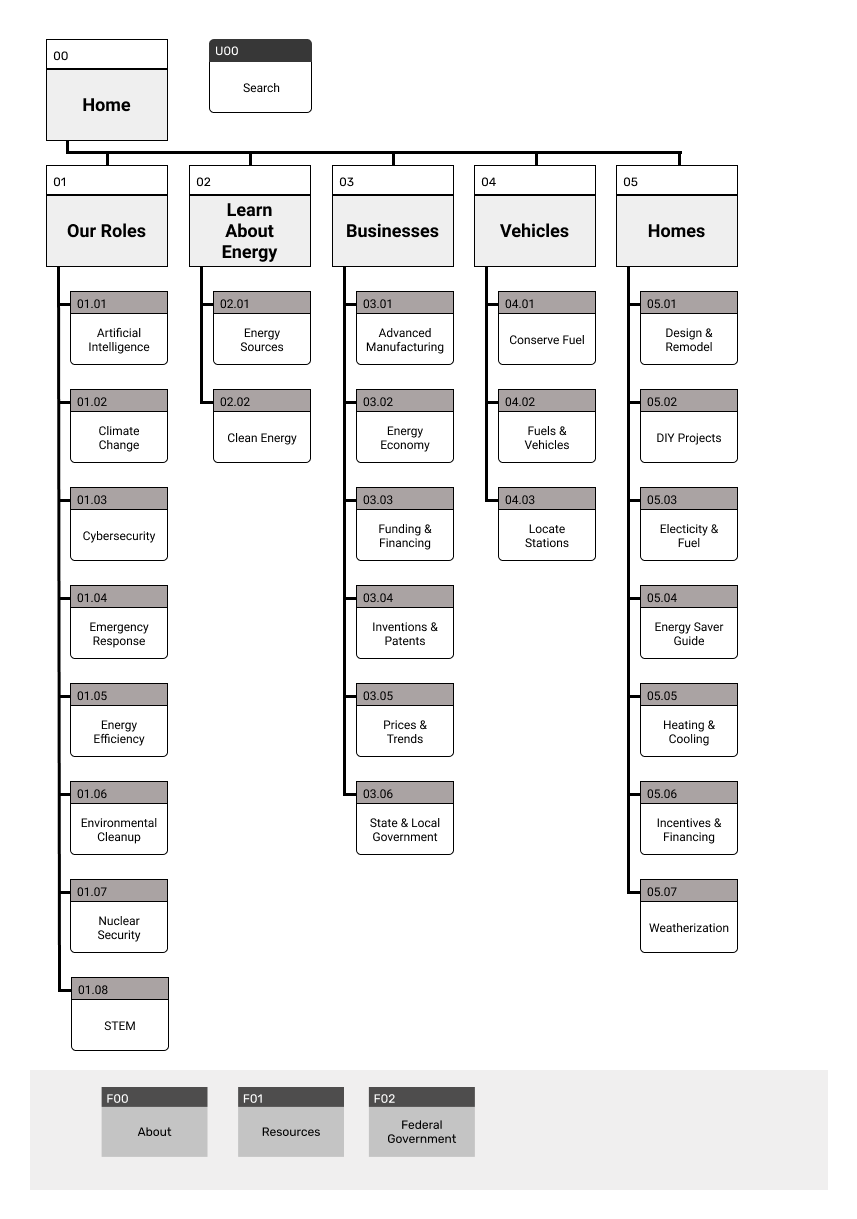 00
Home
U00
Search
01
Our Roles
02
Learn
About
Energy
03
Businesses
04
Vehicles
05
Homes
01.01
Artificial
Intelligence
01.02
Climate
Change
01.03
Cybersecurity
01.04
Emergency
Response
01.05
Energy
Efficiency
01.06
Environmental
Cleanup
01.07
Nuclear
Security
01.08
STEM
02.01
Energy
Sources
02.02
Clean Energy
03.01
Advanced
Manufacturing
03.02
Energy
Economy
03.03
Funding &
Financing
03.04
Inventions &
Patents
03.05
Prices &
Trends
03.06
State & Local
Government
04.01
Conserve Fuel
04.02
Fuels &
Vehicles
04.03
Locate
Stations
05.01
Design &
Remodel
05.02
DIY Projects
05.03
Electicity &
Fuel
05.04
Energy Saver
Guide
05.05
Heating &
Cooling
05.06
Incentives &
Financing
05.07
Weatherization
F00
About
F01
Resources
F02
Federal
Government